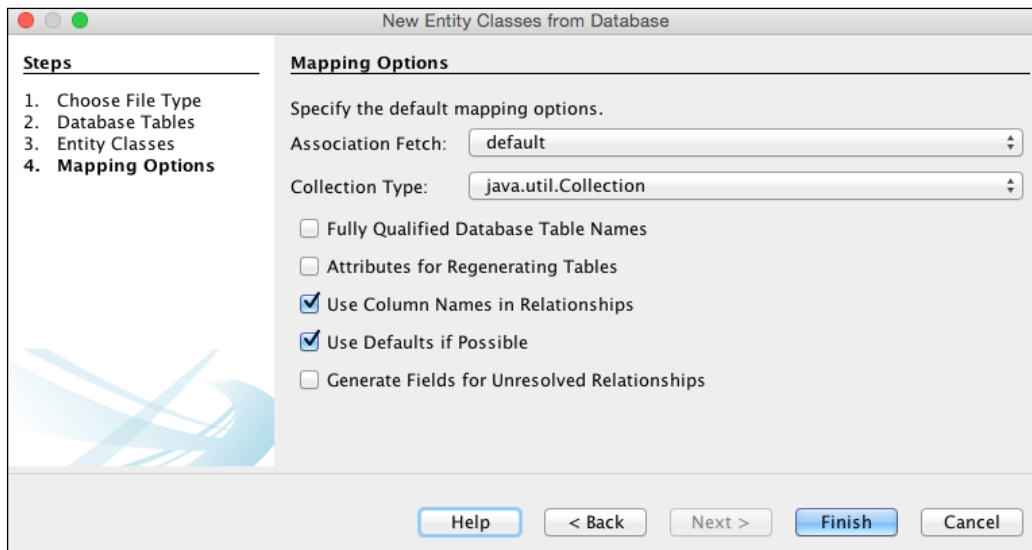 New Entity Classes from Database
Steps
1. Choose File Type
2. Database Tables
3. Entity Classes
4. Mapping Options
Mapping Options
Specify the default mapping options.
Association Fetch: default
Collection Type: java.util.Collection
Fully Qualified Database Table Names
Attributes for Regenerating Tables
Use Column Names in Relationships
Use Defaults if Possible
Generate Fields for Unresolved Relationships
Help < Back Next > Finish Cancel